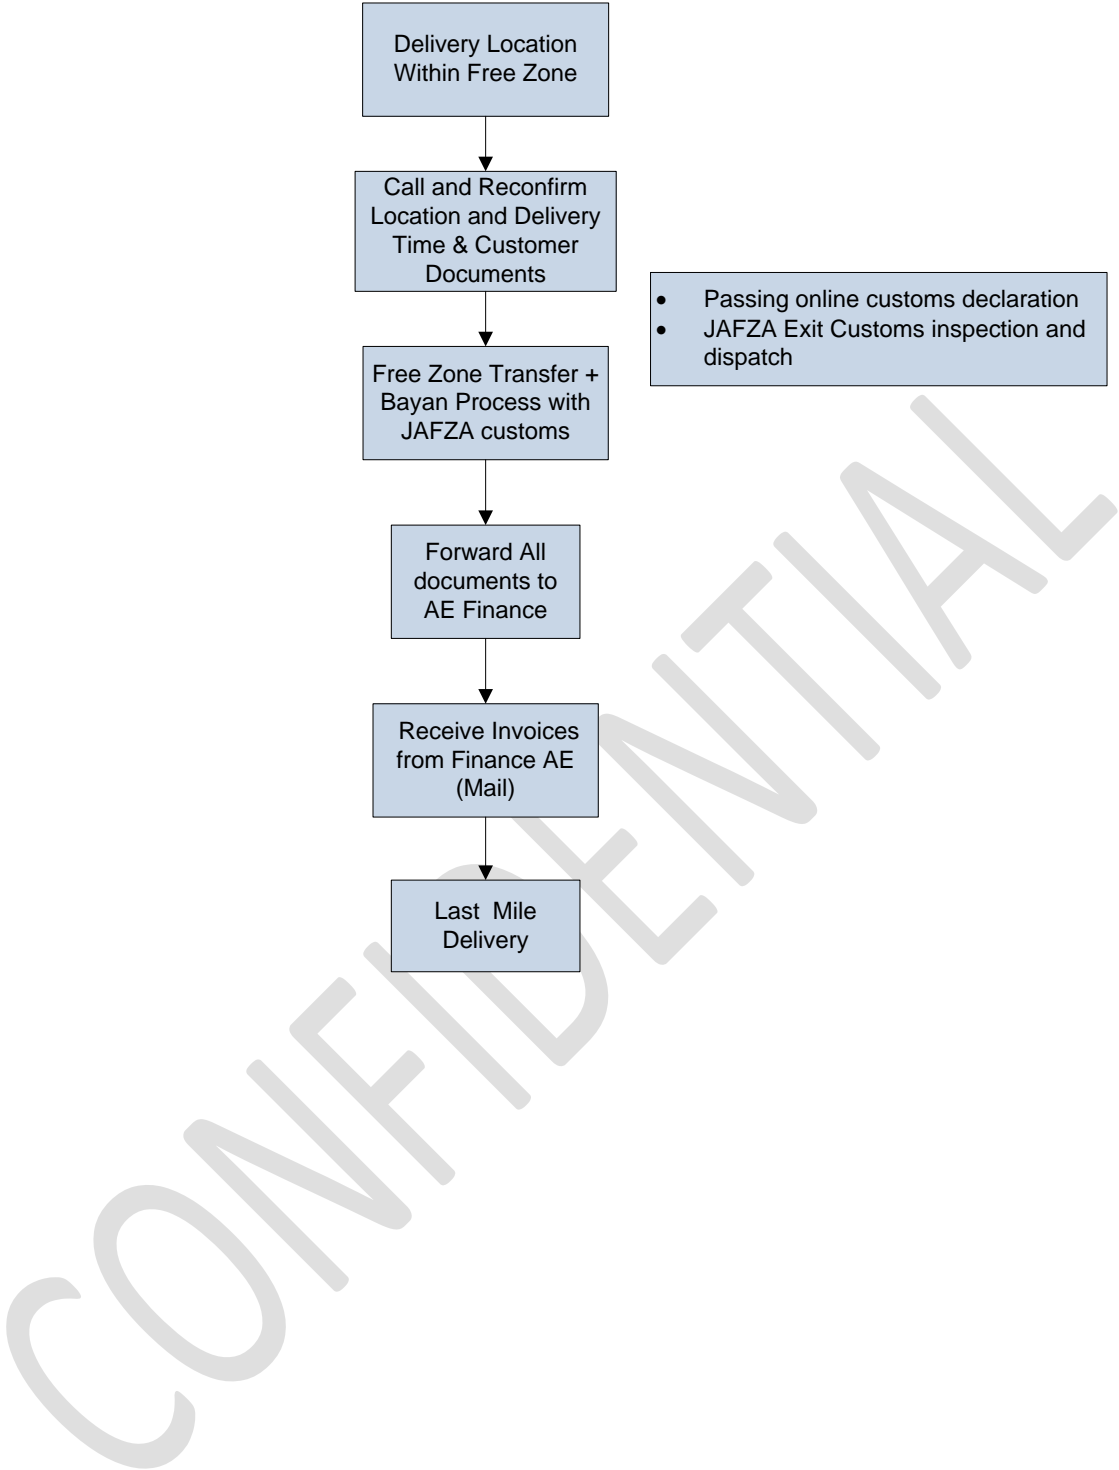 Delivery Location
Within Free Zone
Call and Reconfirm
Location and Delivery
Time & Customer
Documents
• Passing online customs declaration
• JAFZA Exit Customs inspection and
dispatch
Free Zone Transfer +
Bayan Process with
JAFZA customs
Forward All
documents to
AE Finance
Receive Invoices
from Finance AE
(Mail)
Last Mile
Delivery
CONFIDENTIAL